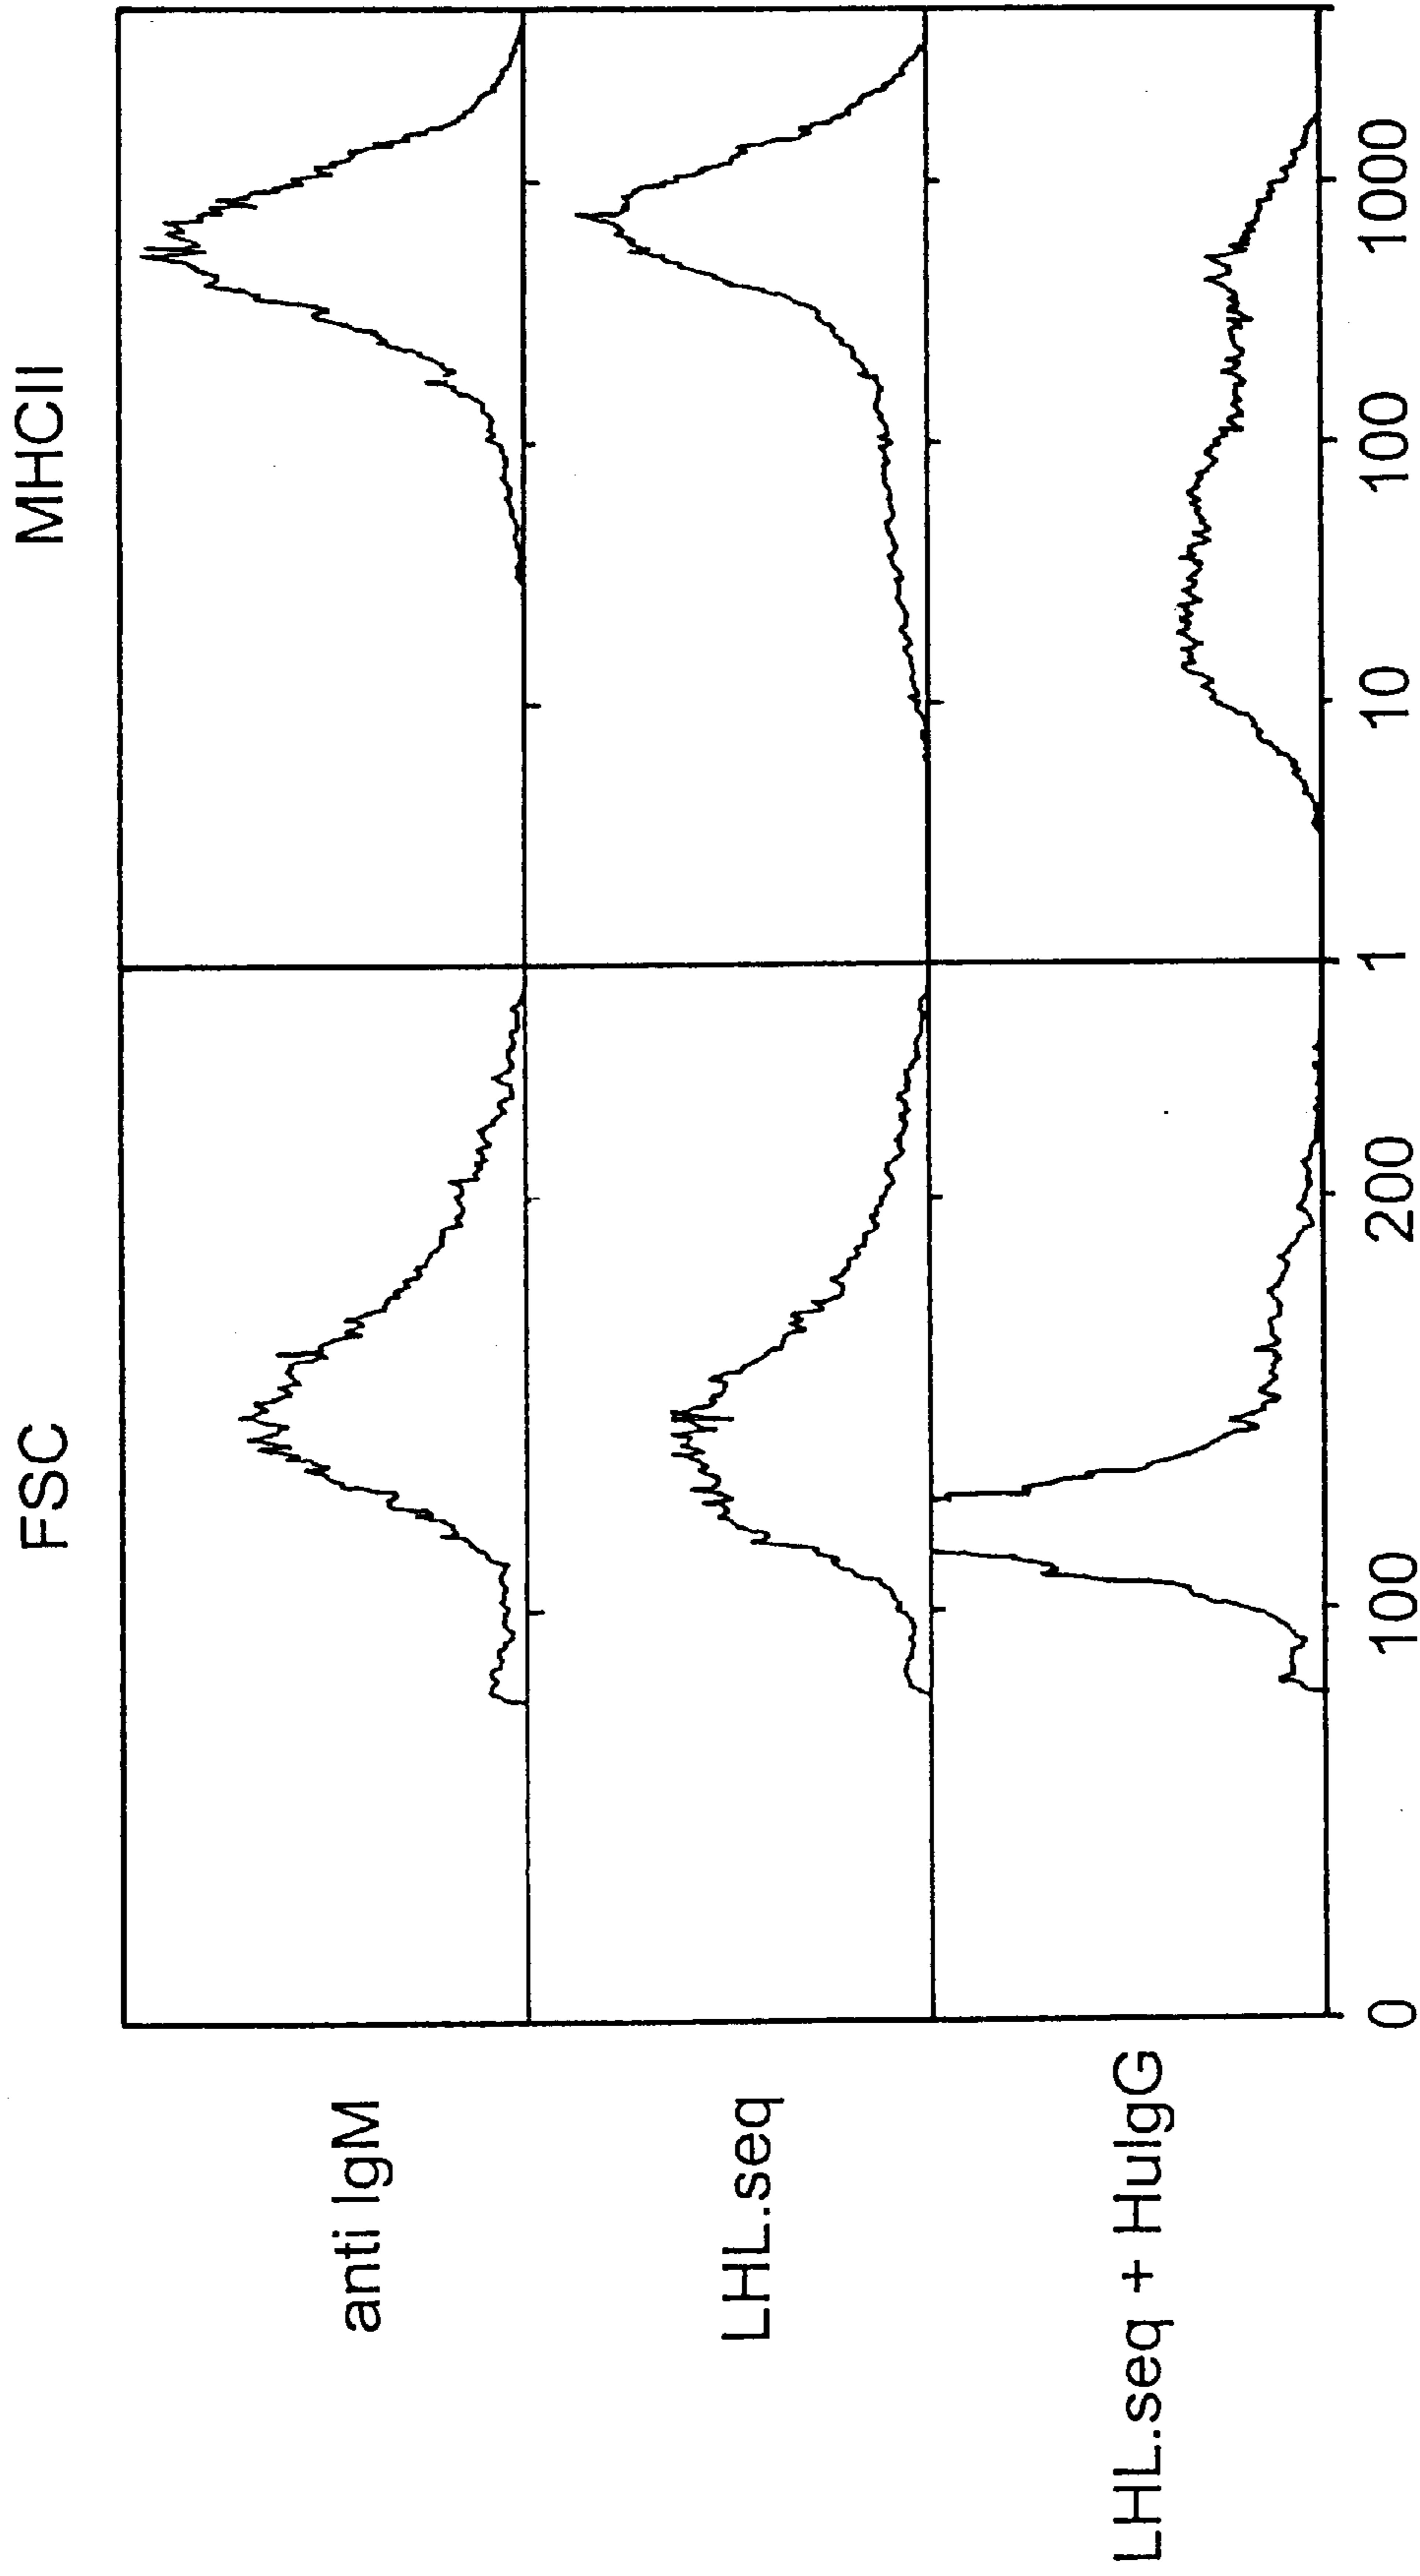 FSC
MHCII
anti IgM
LHL.seq
LHL.seq + HuIgG
0
100
200
1
10
100
1000